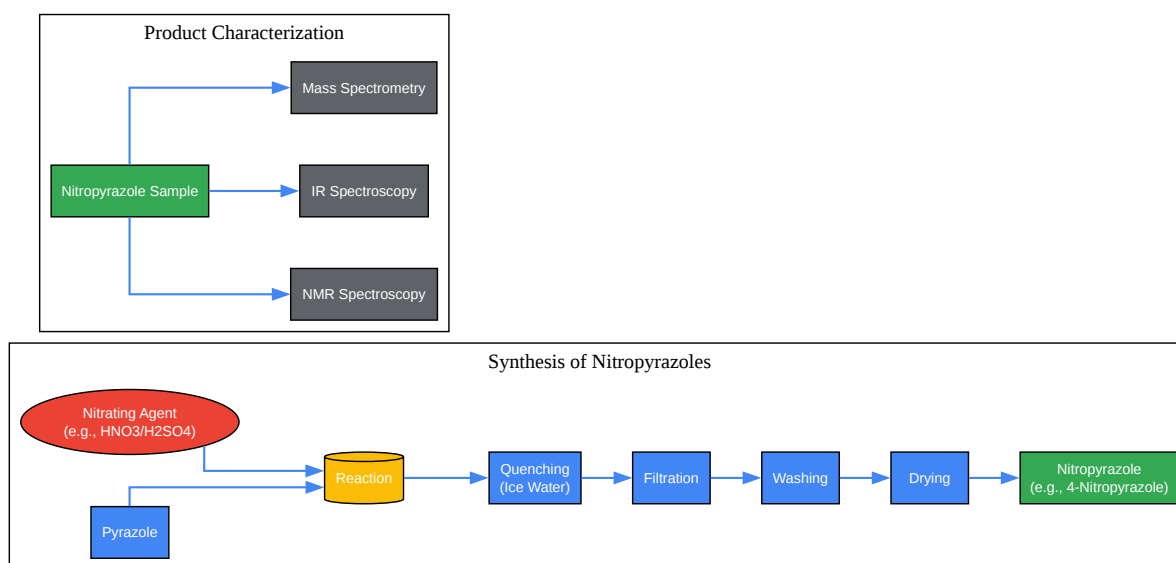 Product Characterization
Mass Spectrometry
Nitropyrazole Sample
IR Spectroscopy
NMR Spectroscopy
Synthesis of Nitropyrazoles
Nitrating Agent
(e.g., HNO3/H2SO4)
Pyrazole
Reaction
Quenching
(Ice Water)
Filtration
Washing
Drying
Nitropyrazole
(e.g., 4-Nitropyrazole)